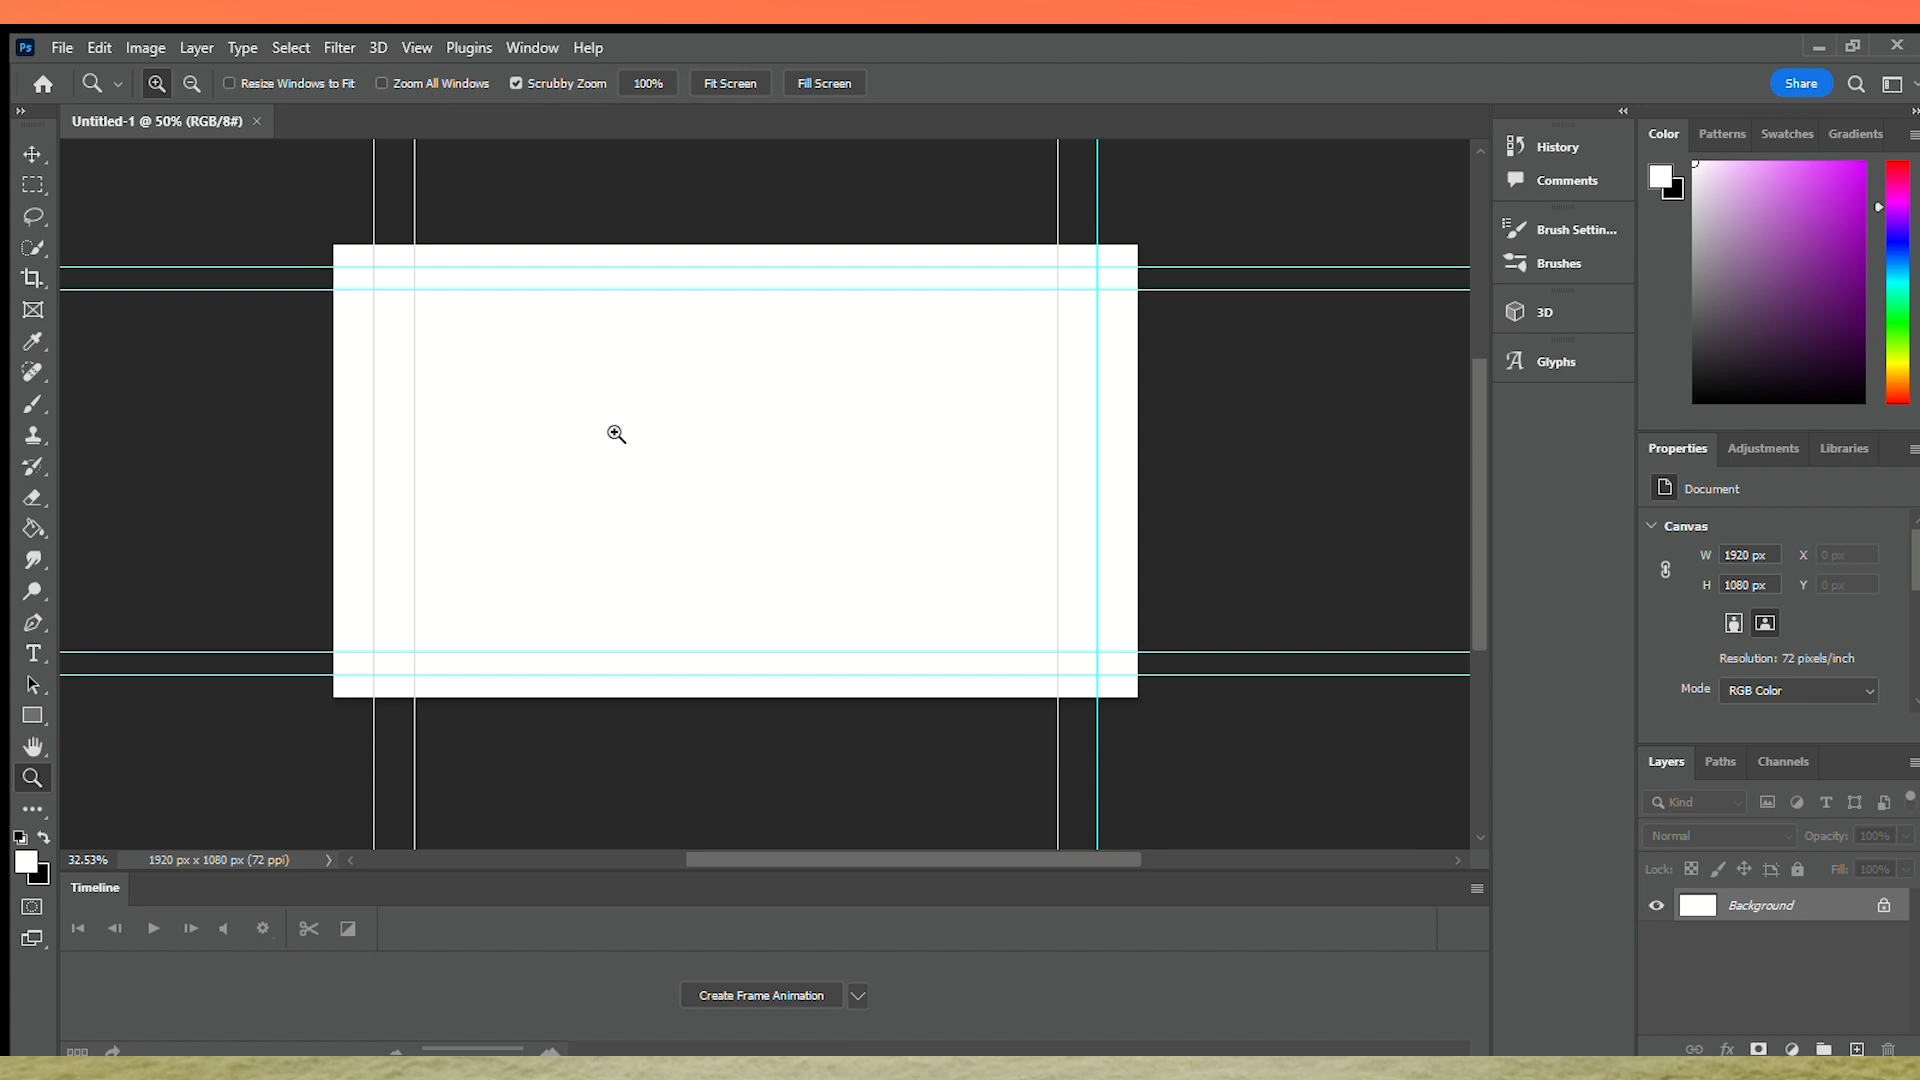 Ps File Edit Image Layer Type Select Filter 3D View Plugins Window Help
Resize Windows to Fit Zoom All Windows Scrubby Zoom 100% Fit Screen Fill Screen Share
Untitled-1 @ 50% (RGB/8#)
History
Comments
Brush Settin...
Brushes
3D
Glyphs
Color Patterns Swatches Gradients
Properties Adjustments Libraries
Document
Canvas
W 1920 px X 0 px
H 1080 px Y 0 px
Resolution: 72 pixels/inch
Mode RGB Color
Layers Paths Channels
Kind
Normal Opacity: 100%
Lock: Fill: 100%
Background
fx
32.53% 1920 px x 1080 px (72 ppi)
Timeline
Create Frame Animation